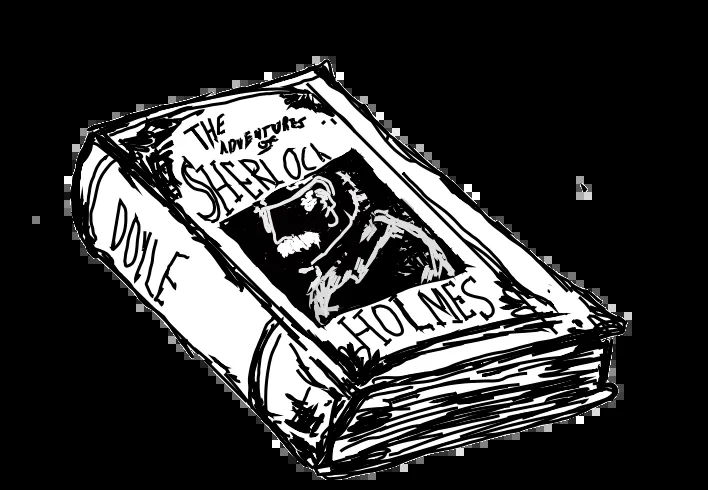 THE
ADVENTURES
OF
SHERLOCK
HOLMES
DOYLE